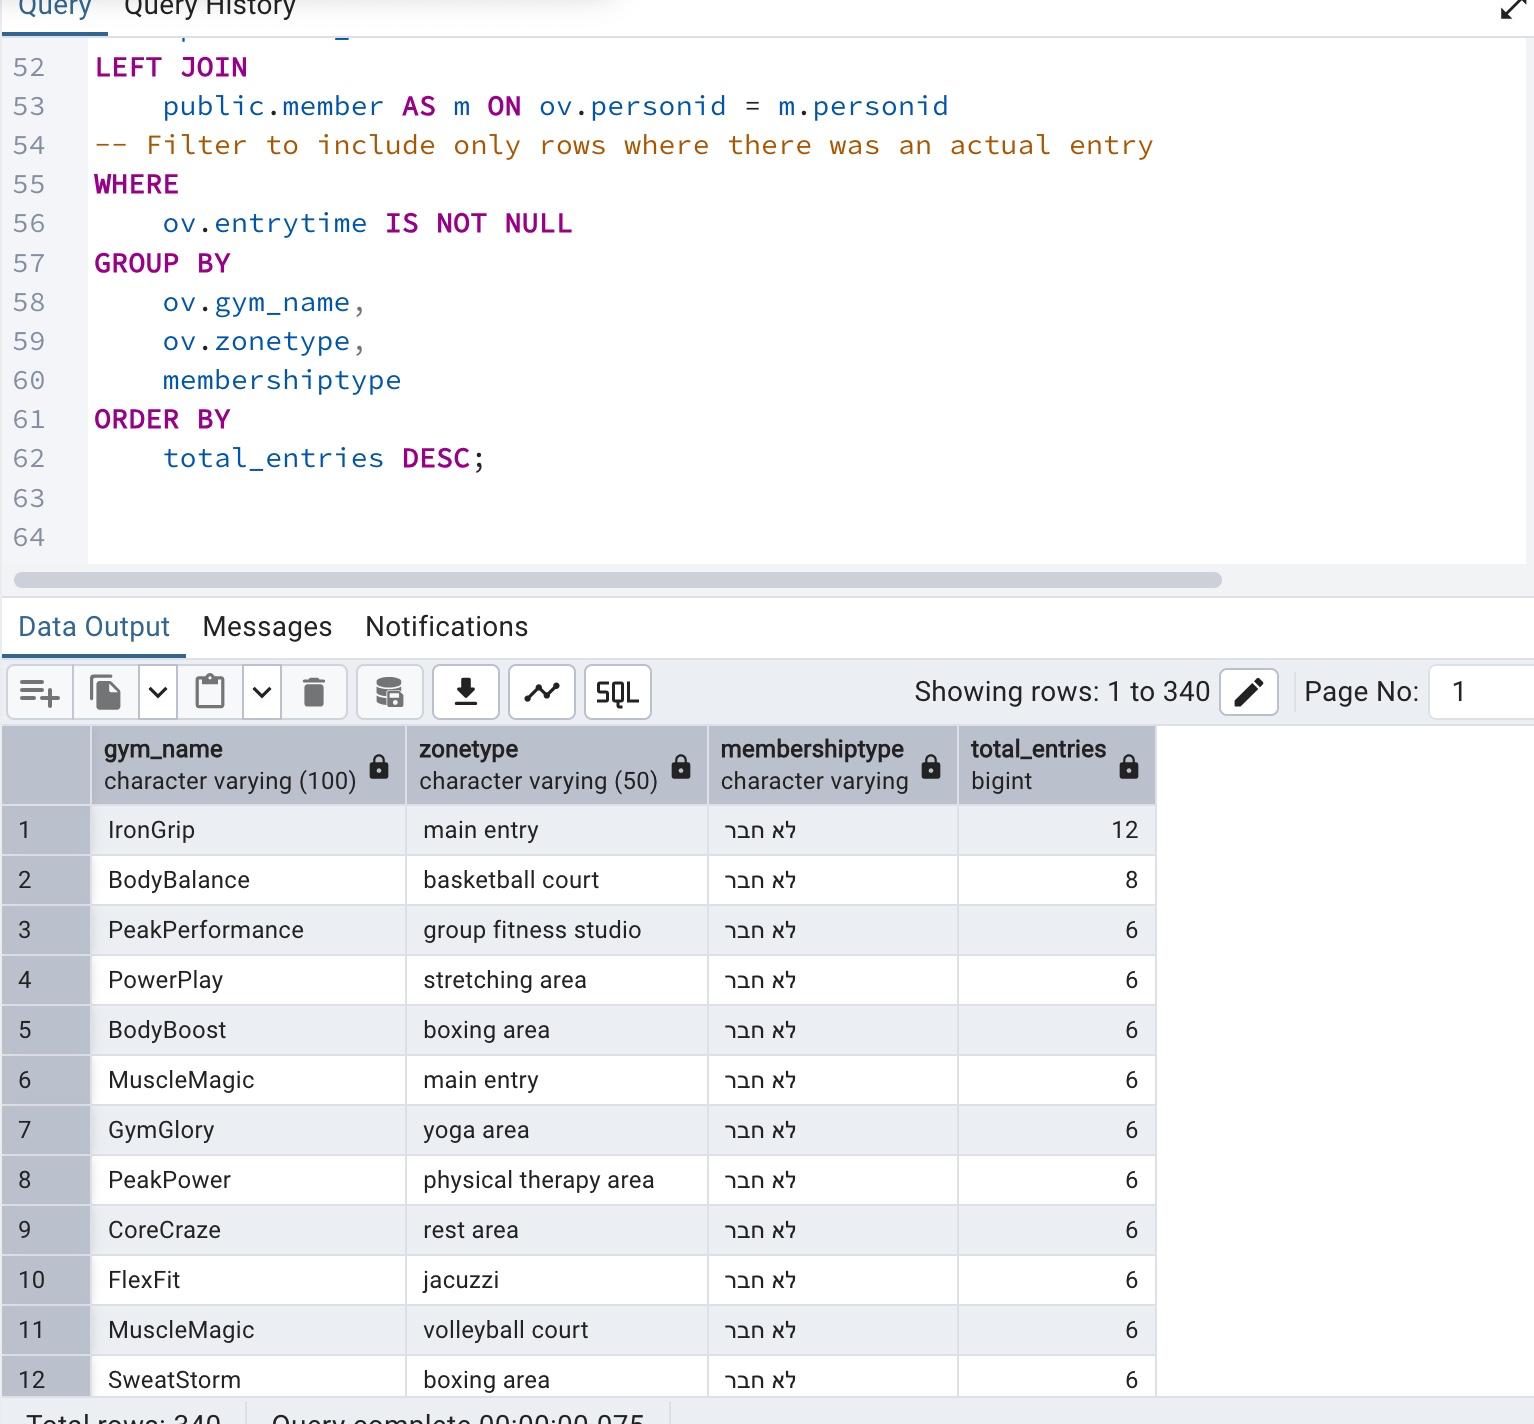 Query Query History
52 LEFT JOIN
53 public.member AS m ON ov.personid = m.personid
54 -- Filter to include only rows where there was an actual entry
55 WHERE
56 ov.entrytime IS NOT NULL
57 GROUP BY
58 ov.gym_name,
59 ov.zonetype,
60 membershiptype
61 ORDER BY
62 total_entries DESC;
63
64
Data Output Messages Notifications
SQL Showing rows: 1 to 340 Page No: 1
gym_name zonetype membershiptype total_entries
character varying (100) character varying (50) character varying bigint
1 IronGrip main entry לא חבר 12
2 BodyBalance basketball court לא חבר 8
3 PeakPerformance group fitness studio לא חבר 6
4 PowerPlay stretching area לא חבר 6
5 BodyBoost boxing area לא חבר 6
6 MuscleMagic main entry לא חבר 6
7 GymGlory yoga area לא חבר 6
8 PeakPower physical therapy area לא חבר 6
9 CoreCraze rest area לא חבר 6
10 FlexFit jacuzzi לא חבר 6
11 MuscleMagic volleyball court לא חבר 6
12 SweatStorm boxing area לא חבר 6
Total rows: 340 Query complete 00:00:00.075